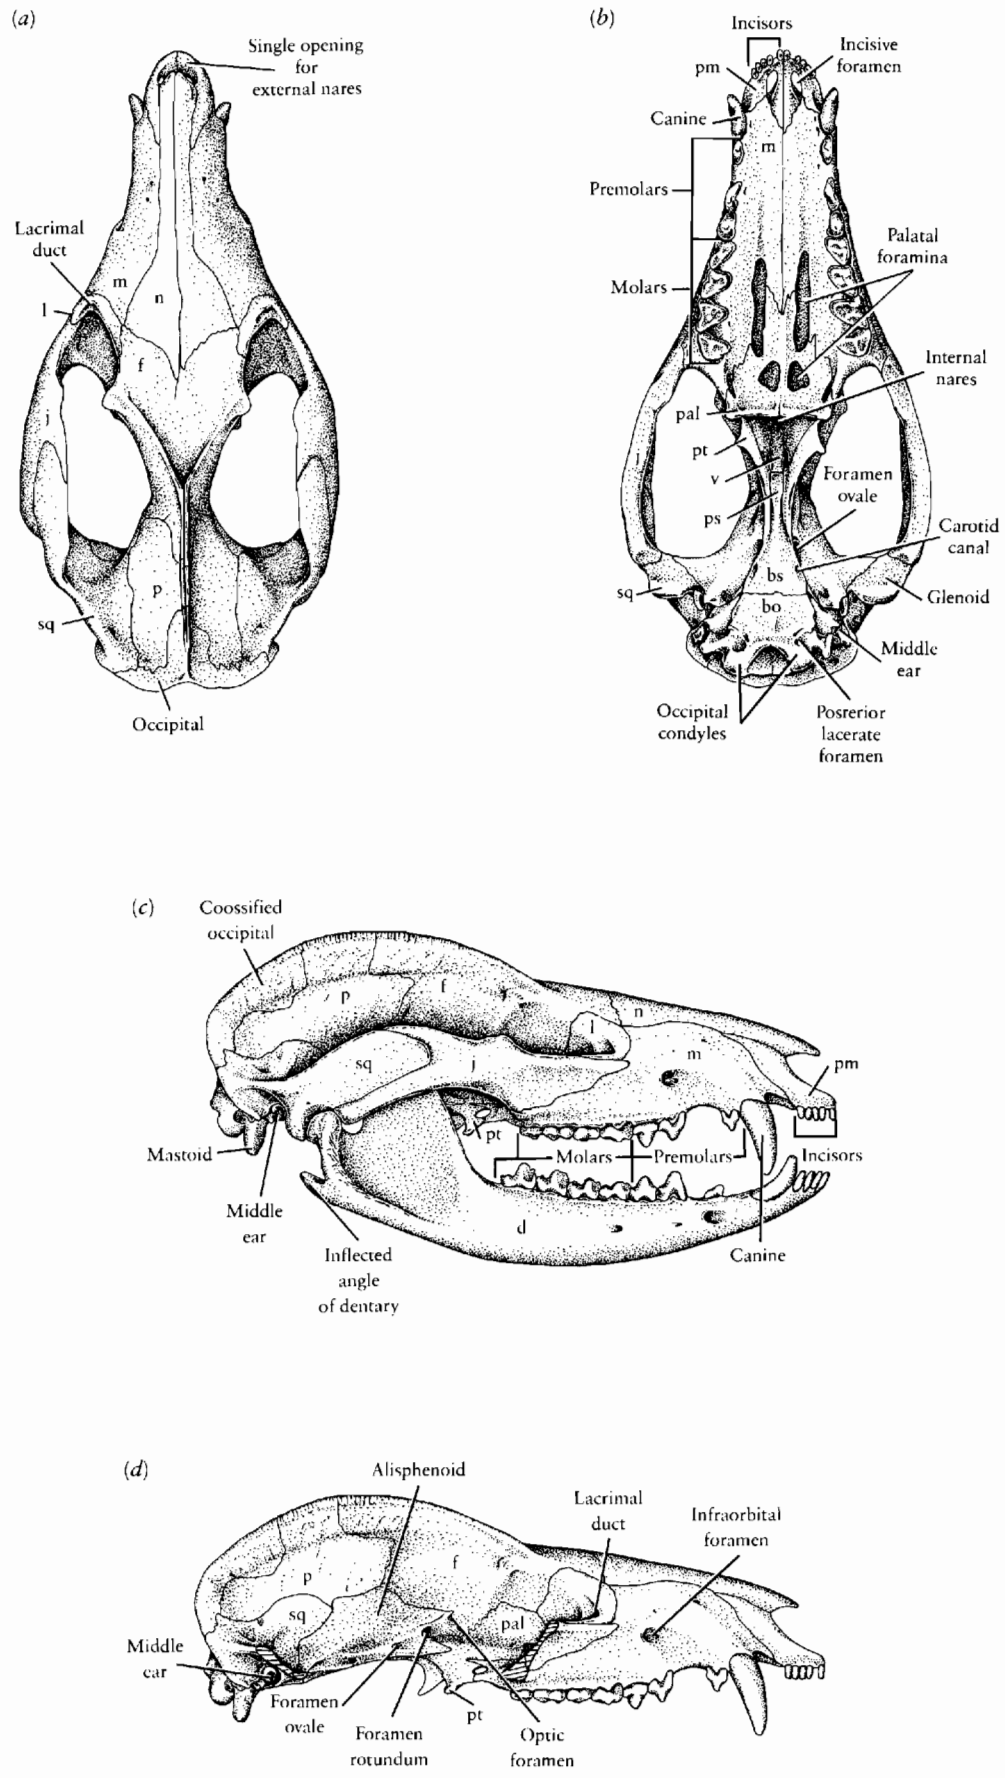 (a)
Single opening
for
external nares
Lacrimal
duct
m
n
l
f
j
p
sq
Occipital
(b)
Incisors
Incisive
foramen
pm
Canine
m
Premolars
Palatal
foramina
Molars
Internal
nares
pal
pt
v
Foramen
ovale
j
ps
Carotid
canal
bs
sq
bo
Glenoid
Middle
ear
Occipital
condyles
Posrerior
lacerate
foramen
(c)
Coossified
occipital
p
f
n
l
m
sq
j
pm
pt
Mastoid
Molars
Premolars
Incisors
Middle
ear
d
Inflected
angle
of dentary
Canine
(d)
Alisphenoid
Lacrimal
duct
Infraorbital
foramen
p
f
sq
pal
Middle
ear
Foramen
ovale
pt
Foramen
rotundum
Optic
foramen